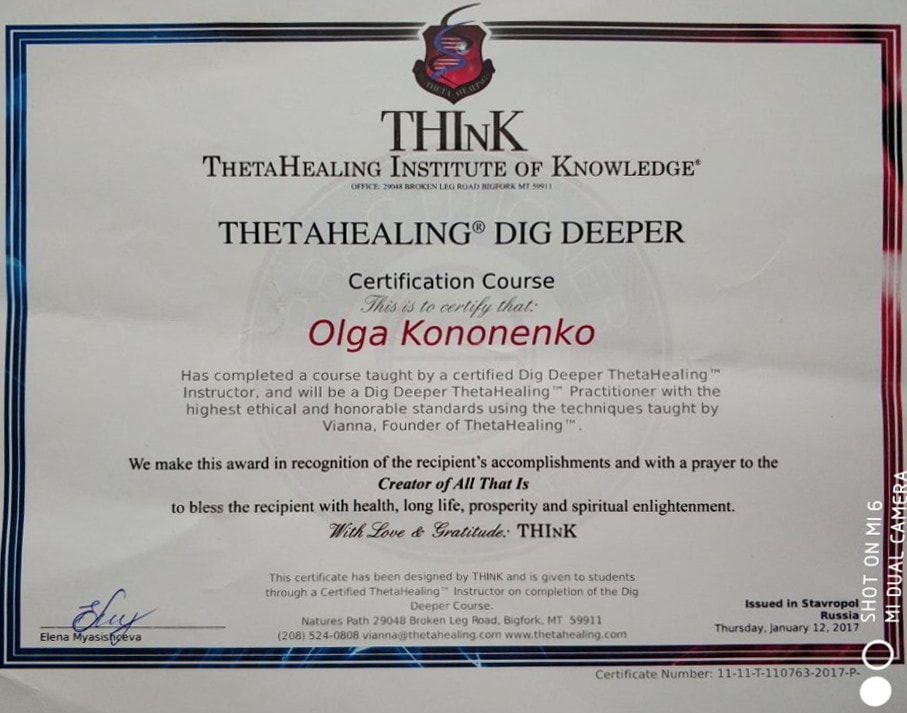 THETA HEALING
THInK
ThetaHealing Institute of Knowledge®
OFFICE: 29048 BROKEN LEG ROAD BIGFORK MT 59911
THETAHEALING® DIG DEEPER
Certification Course
This is to certify that:
Olga Kononenko
Has completed a course taught by a certified Dig Deeper ThetaHealing™
Instructor, and will be a Dig Deeper ThetaHealing™ Practitioner with the
highest ethical and honorable standards using the techniques taught by
Vianna, Founder of ThetaHealing™.
We make this award in recognition of the recipient's accomplishments and with a prayer to the
Creator of All That Is
to bless the recipient with health, long life, prosperity and spiritual enlightenment.
With Love & Gratitude: THInK
This certificate has been designed by THINK and is given to students
through a Certified ThetaHealing™ Instructor on completion of the Dig
Deeper Course.
Natures Path 29048 Broken Leg Road, Bigfork, MT 59911
(208) 524-0808 vianna@thetahealing.com www.thetahealing.com
Elena Myasishceva
Issued in Stavropol
Russia
Thursday, January 12, 2017
Certificate Number: 11-11-T-110763-2017-P-
SHOT ON MI 6
MI DUAL CAMERA